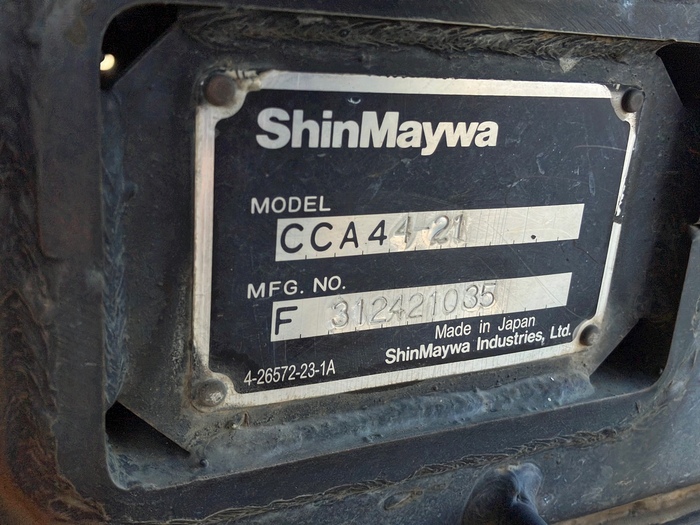 ShinMaywa
MODEL
CCA44-21
MFG. NO.
F 312421035
Made in Japan
ShinMaywa Industries, Ltd.
4-26572-23-1A